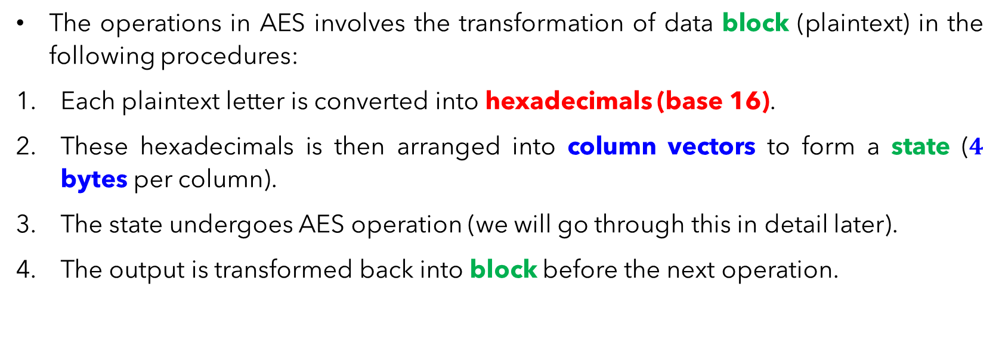 • The operations in AES involves the transformation of data block (plaintext) in the
following procedures:
1. Each plaintext letter is converted into hexadecimals (base 16).
2. These hexadecimals is then arranged into column vectors to form a state (4
bytes per column).
3. The state undergoes AES operation (we will go through this in detail later).
4. The output is transformed back into block before the next operation.